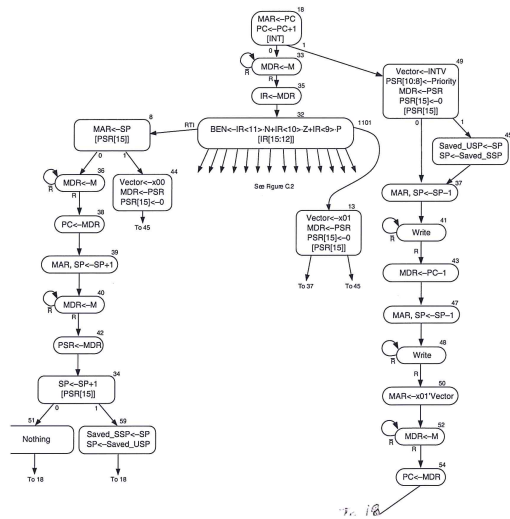 18
MAR<-PC
PC<-PC+1
[INT]
0
1
33
MDR<-M
R̅
R
35
IR<-MDR
32
BEN<-IR<11>·N+IR<10>·Z+IR<9>·P
[IR[15:12]]
RTI
1101
See Figure C.2
8
MAR<-SP
[PSR[15]]
0
1
36
MDR<-M
R̅
R
44
Vector<-x00
MDR<-PSR
PSR[15]<-0
To 45
38
PC<-MDR
39
MAR, SP<-SP+1
40
MDR<-M
R̅
R
42
PSR<-MDR
34
SP<-SP+1
[PSR[15]]
0
1
51
Nothing
To 18
59
Saved_SSP<-SP
SP<-Saved_USP
To 18
13
Vector<-x01
MDR<-PSR
PSR[15]<-0
[PSR[15]]
To 37
To 45
49
Vector<-INTV
PSR[10:8]<-Priority
MDR<-PSR
PSR[15]<-0
[PSR[15]]
0
1
45
Saved_USP<-SP
SP<-Saved_SSP
37
MAR, SP<-SP–1
41
Write
R̅
R
43
MDR<-PC–1
47
MAR, SP<-SP–1
48
Write
R̅
R
50
MAR<-x01'Vector
52
MDR<-M
R̅
R
54
PC<-MDR
To 18